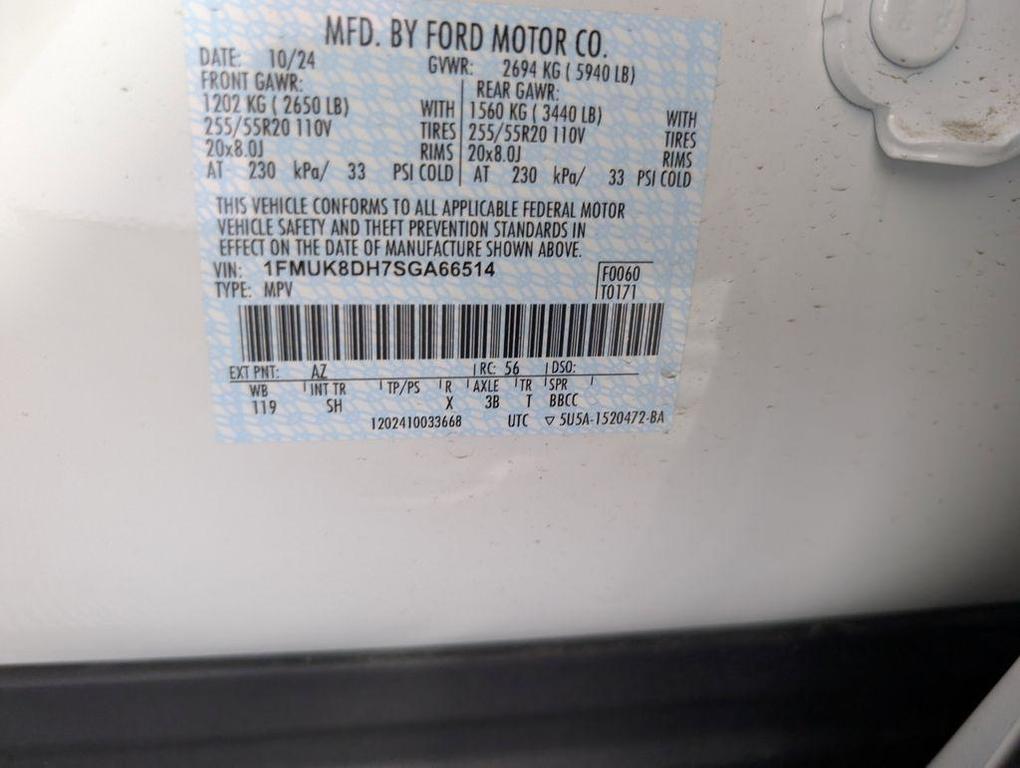 MFD. BY FORD MOTOR CO.
DATE: 10/24 GVWR: 2694 KG ( 5940 LB)
FRONT GAWR: REAR GAWR:
1202 KG ( 2650 LB) WITH 1560 KG ( 3440 LB) WITH
255/55R20 110V TIRES 255/55R20 110V TIRES
20x8.0J RIMS 20x8.0J RIMS
AT 230 kPa/ 33 PSI COLD AT 230 kPa/ 33 PSI COLD
THIS VEHICLE CONFORMS TO ALL APPLICABLE FEDERAL MOTOR
VEHICLE SAFETY AND THEFT PREVENTION STANDARDS IN
EFFECT ON THE DATE OF MANUFACTURE SHOWN ABOVE.
VIN: 1FMUK8DH7SGA66514 F0060
TYPE: MPV T0171
EXT PNT: AZ RC: 56 DSO:
WB INT TR TP/PS R AXLE TR SPR
119 SH X 3B T BBCC
1202410033668 UTC ▽ 5U5A-1520472-BA